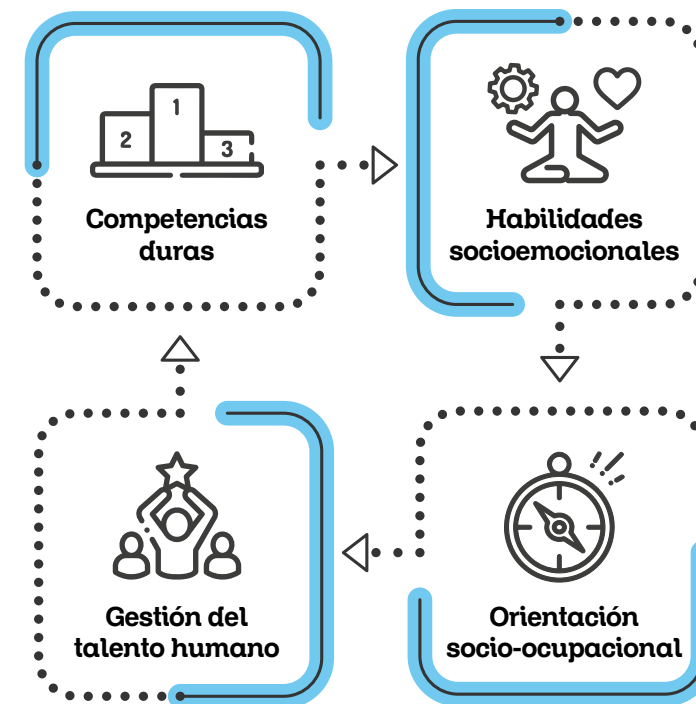 1
2
3
Competencias
duras
Habilidades
socioemocionales
Gestión del
talento humano
Orientación
socio-ocupacional